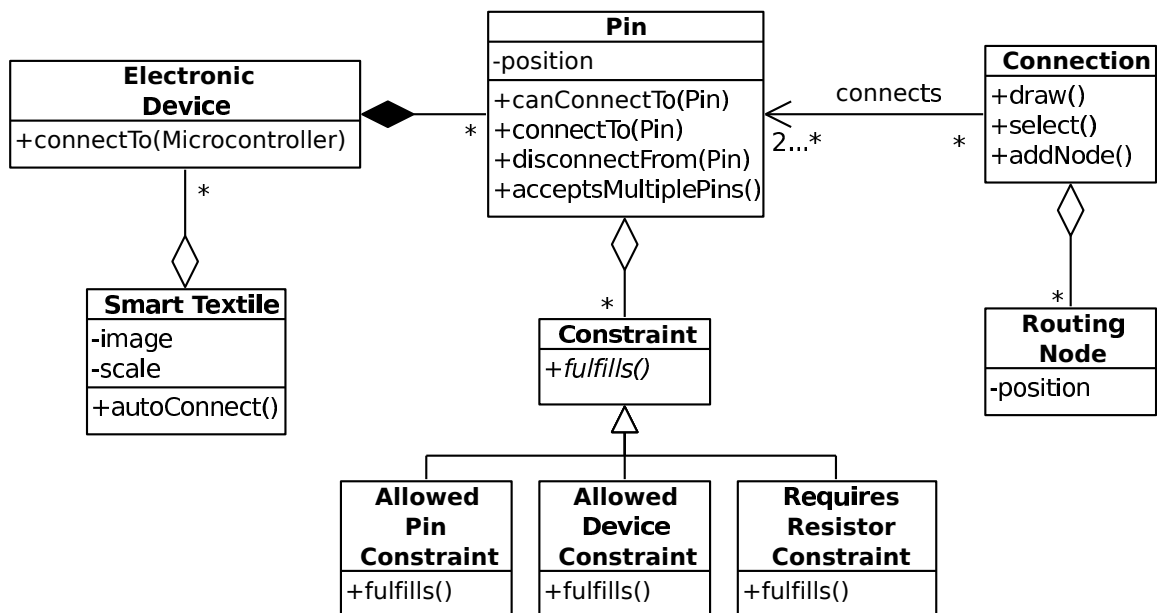 Electronic
Device
+connectTo(Microcontroller)
*
Smart Textile
-image
-scale
+autoConnect()
Pin
-position
+canConnectTo(Pin)
+connectTo(Pin)
+disconnectFrom(Pin)
+acceptsMultiplePins()
*
connects
2...*
*
Connection
+draw()
+select()
+addNode()
*
Routing
Node
-position
*
Constraint
+fulfills()
Allowed
Pin
Constraint
+fulfills()
Allowed
Device
Constraint
+fulfills()
Requires
Resistor
Constraint
+fulfills()